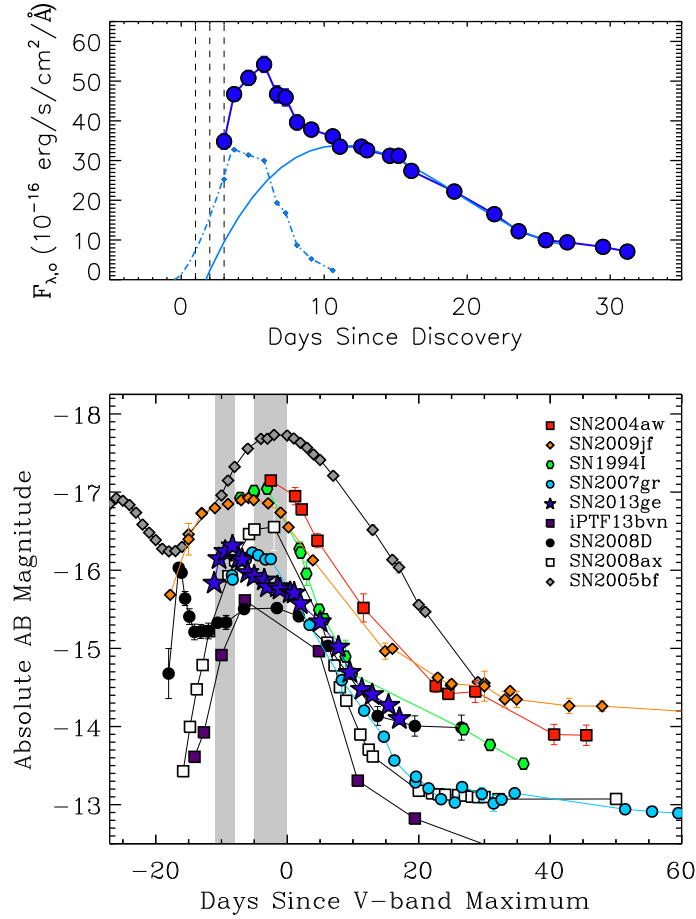 F_λ,o (10^−16 erg/s/cm^2/Å)
60
50
40
30
20
10
0
0 10 20 30
Days Since Discovery
Absolute AB Magnitude
−18
−17
−16
−15
−14
−13
SN2004aw
SN2009jf
SN1994I
SN2007gr
SN2013ge
iPTF13bvn
SN2008D
SN2008ax
SN2005bf
−20 0 20 40 60
Days Since V−band Maximum